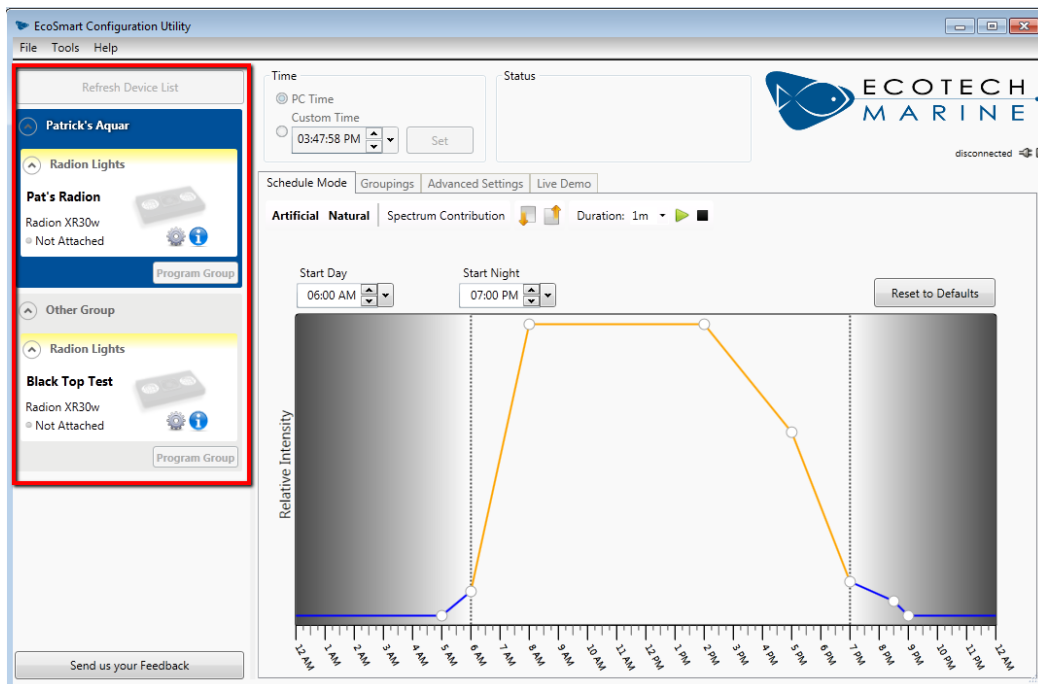 EcoSmart Configuration Utility
File Tools Help
Refresh Device List
Patrick's Aquar
Radion Lights
Pat's Radion
Radion XR30w
Not Attached
Program Group
Other Group
Radion Lights
Black Top Test
Radion XR30w
Not Attached
Program Group
Send us your Feedback
Time
PC Time
Custom Time
03:47:58 PM
Set
Status
ECOTECH
MARINE
disconnected
Schedule Mode Groupings Advanced Settings Live Demo
Artificial Natural Spectrum Contribution Duration: 1m
Start Day Start Night
06:00 AM 07:00 PM Reset to Defaults
Relative Intensity
12 AM 1 AM 2 AM 3 AM 4 AM 5 AM 6 AM 7 AM 8 AM 9 AM 10 AM 11 AM 12 PM 1 PM 2 PM 3 PM 4 PM 5 PM 6 PM 7 PM 8 PM 9 PM 10 PM 11 PM 12 AM